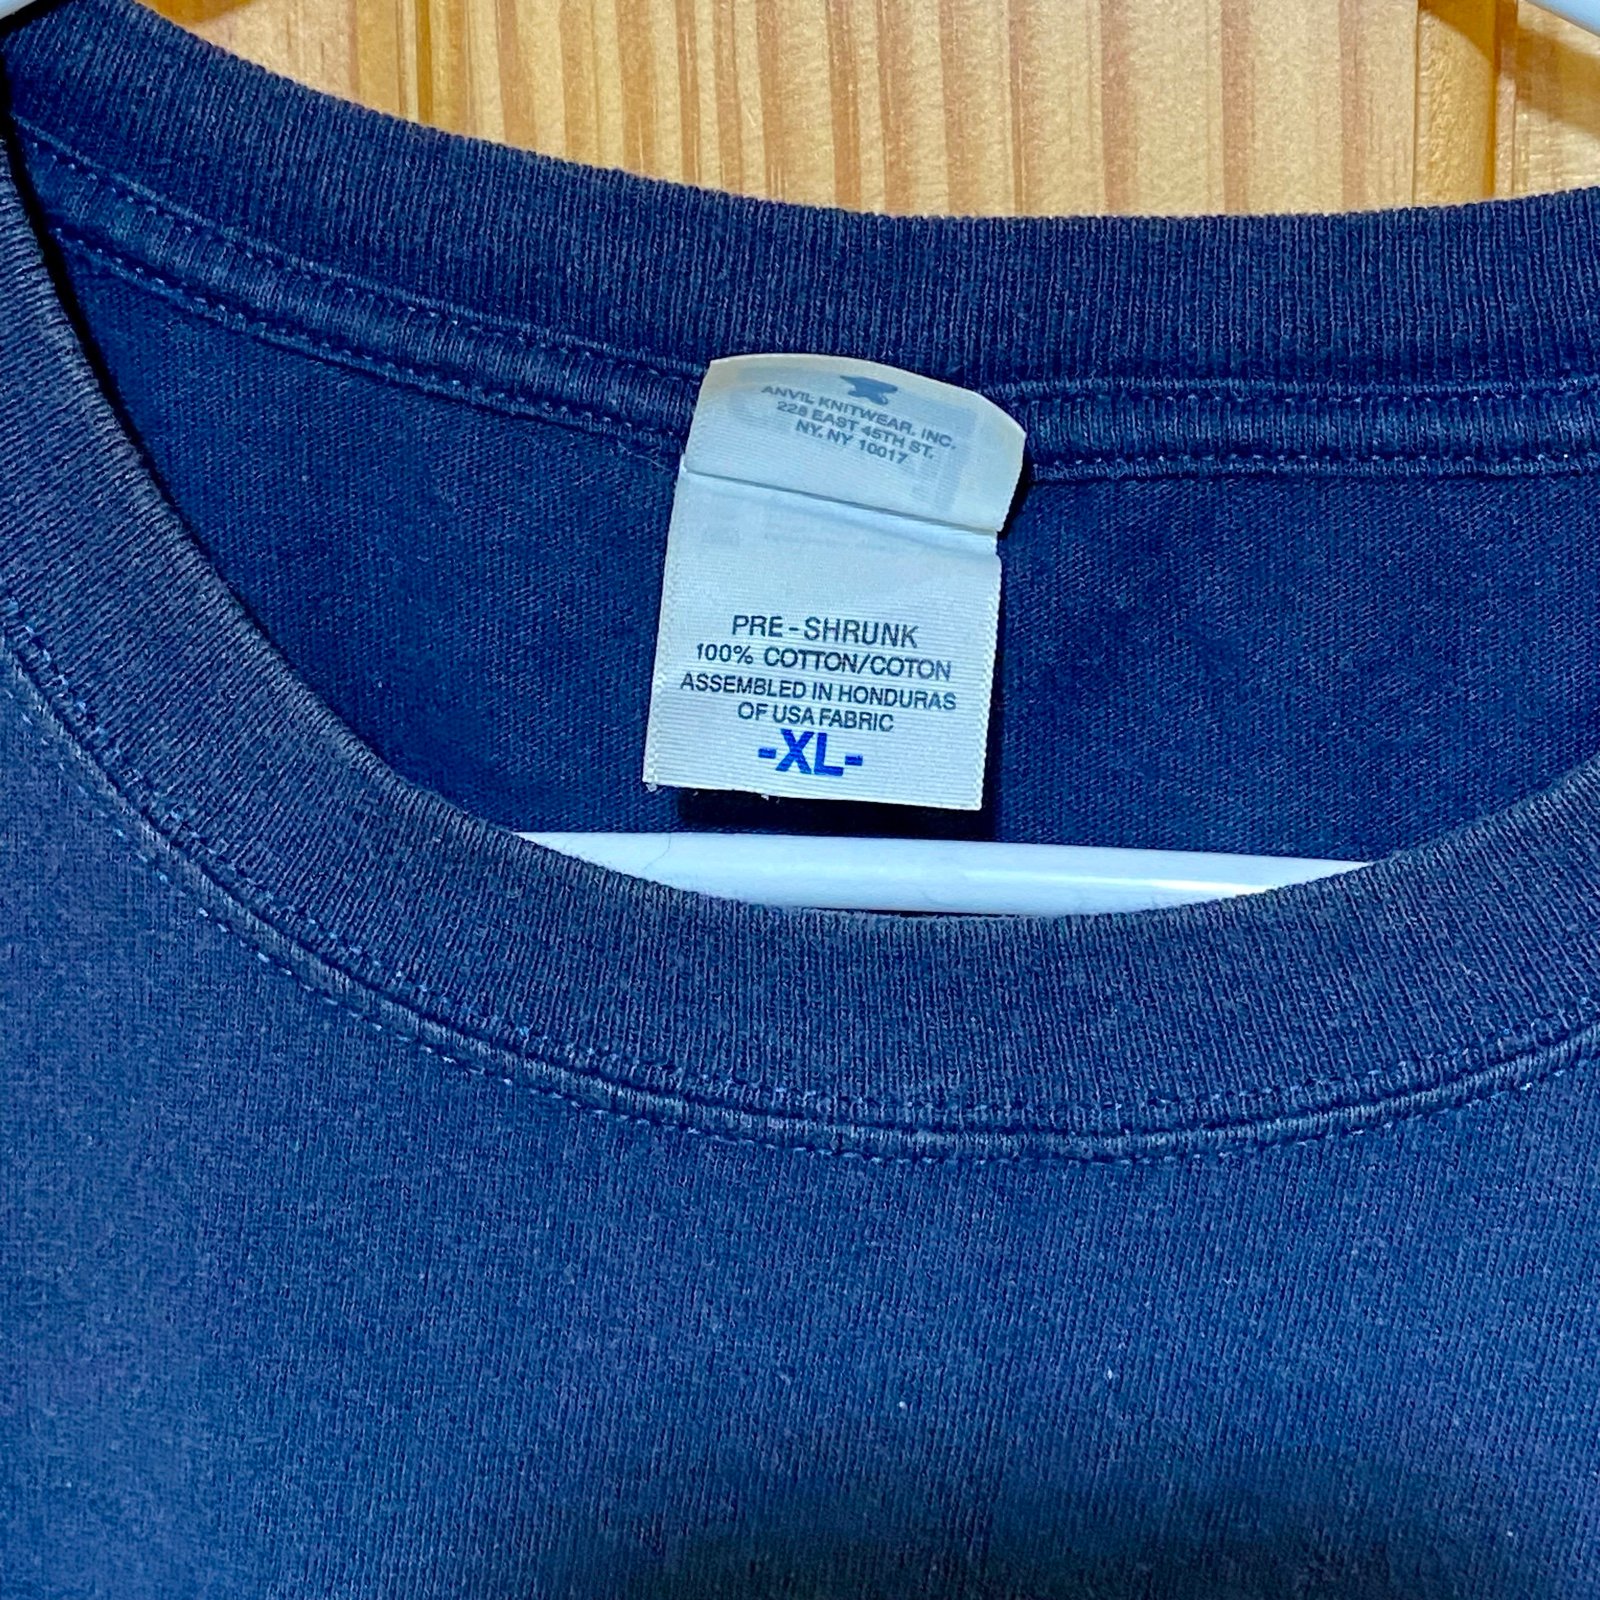 ANVIL KNITWEAR, INC.
228 EAST 45TH ST.
NY, NY 10017
PRE-SHRUNK
100% COTTON/COTON
ASSEMBLED IN HONDURAS
OF USA FABRIC
-XL-